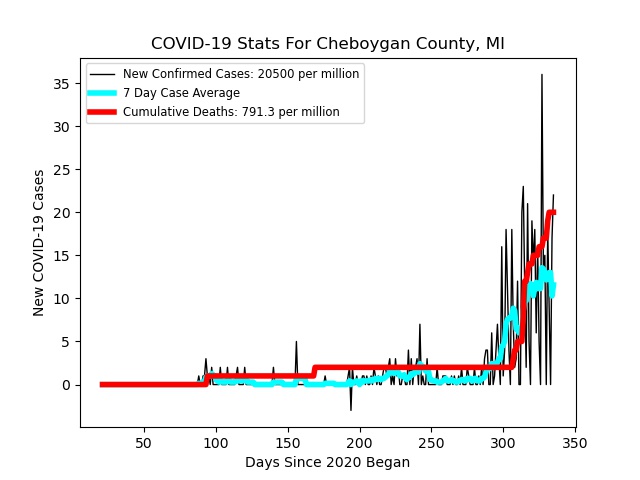 COVID-19 Stats For Cheboygan County, MI
New Confirmed Cases: 20500 per million
7 Day Case Average
Cumulative Deaths: 791.3 per million
New COVID-19 Cases
35
30
25
20
15
10
5
0
50
100
150
200
250
300
350
Days Since 2020 Began